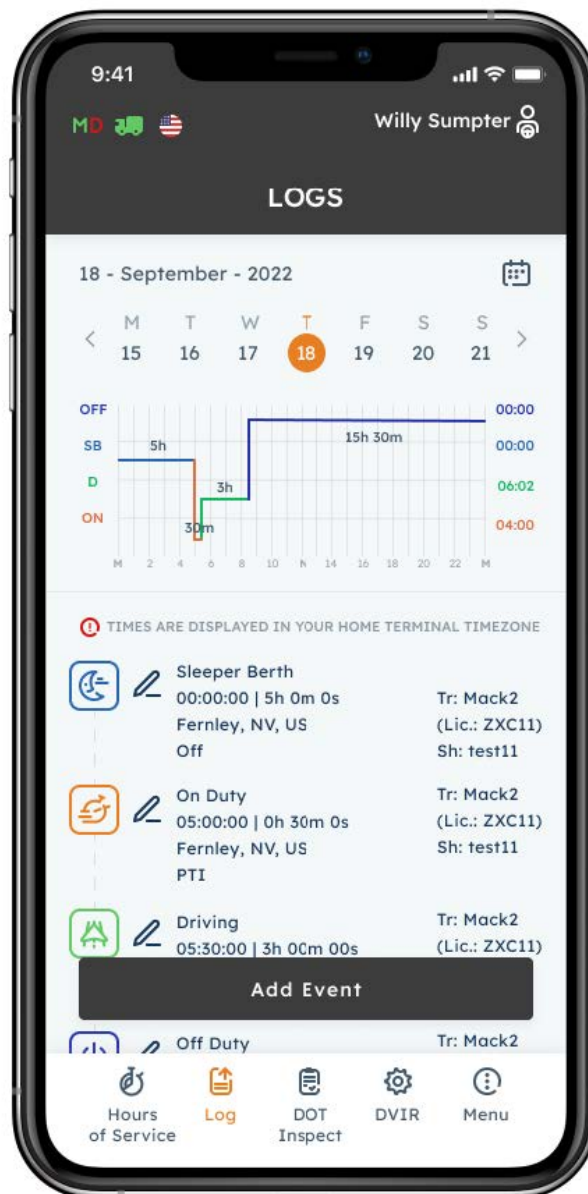 9:41
MD
Willy Sumpter
LOGS
18 - September - 2022
M T W T F S S
15 16 17 18 19 20 21
OFF 00:00
15h 30m
SB 5h 00:00
D 3h 06:02
ON 30m 04:00
M 2 4 6 8 10 N 14 16 18 20 22 M
TIMES ARE DISPLAYED IN YOUR HOME TERMINAL TIMEZONE
Sleeper Berth
00:00:00 | 5h 0m 0s Tr: Mack2
Fernley, NV, US (Lic.: ZXC11)
Off Sh: test11
On Duty Tr: Mack2
05:00:00 | 0h 30m 0s (Lic.: ZXC11)
Fernley, NV, US Sh: test11
PTI
Driving Tr: Mack2
05:30:00 | 3h 00m 00s (Lic.: ZXC11)
Add Event
Off Duty Tr: Mack2
Hours of Service
Log
DOT Inspect
DVIR
Menu